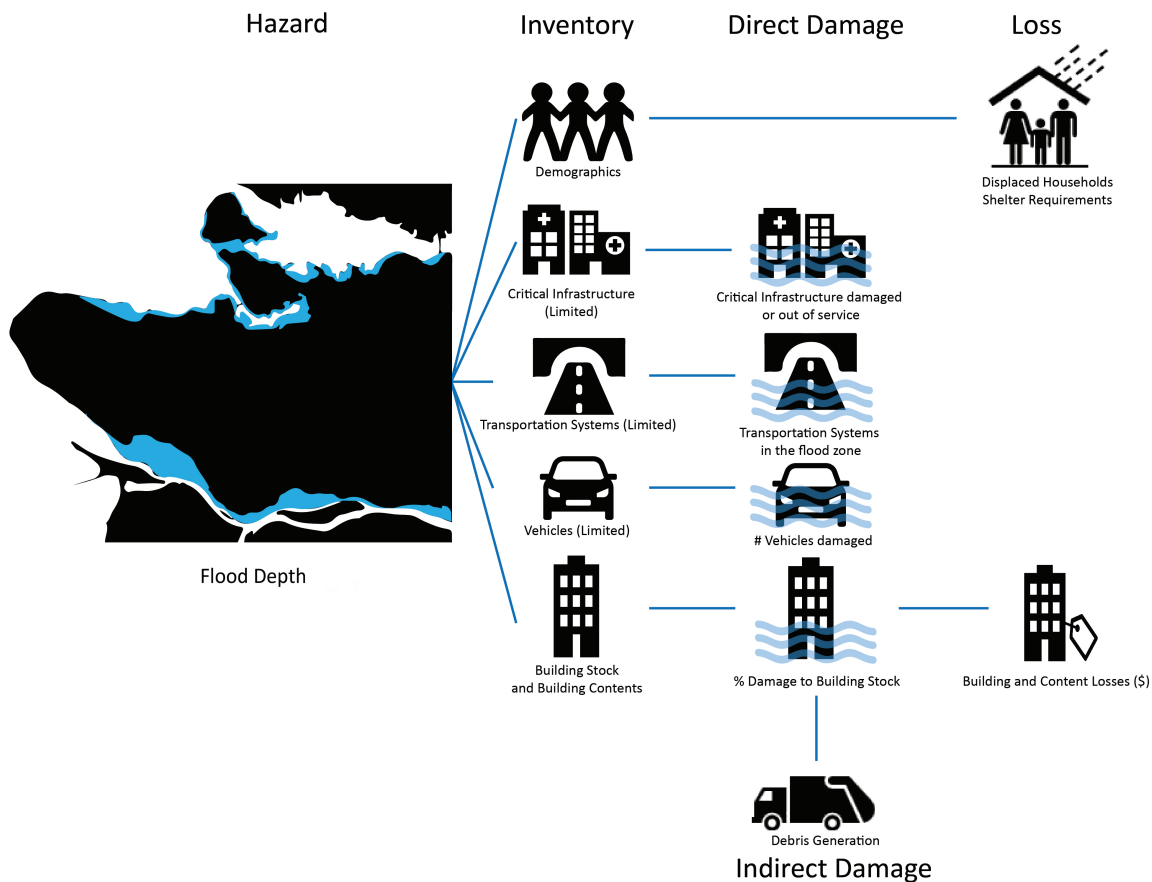 Hazard
Inventory
Direct Damage
Loss
Demographics
Displaced Households
Shelter Requirements
Critical Infrastructure
(Limited)
Critical Infrastructure damaged
or out of service
Transportation Systems (Limited)
Transportation Systems
in the flood zone
Vehicles (Limited)
# Vehicles damaged
Flood Depth
Building Stock
and Building Contents
% Damage to Building Stock
Building and Content Losses ($)
Debris Generation
Indirect Damage